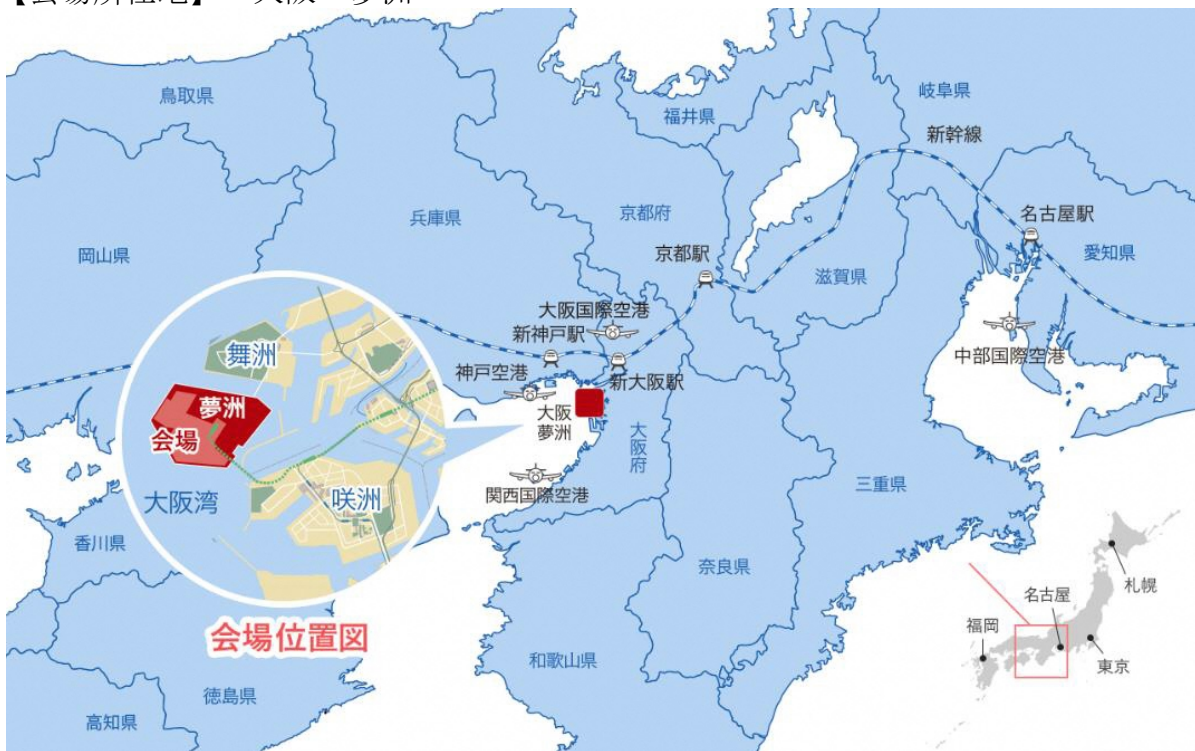 鳥取県
福井県
岐阜県
新幹線
兵庫県
京都府
名古屋駅
岡山県
京都駅
滋賀県
愛知県
大阪国際空港
新神戸駅
中部国際空港
舞洲
神戸空港
新大阪駅
夢洲
会場
大阪
夢洲
大阪府
関西国際空港
三重県
大阪湾
咲洲
香川県
奈良県
札幌
会場位置図
名古屋
福岡
東京
和歌山県
徳島県
高知県